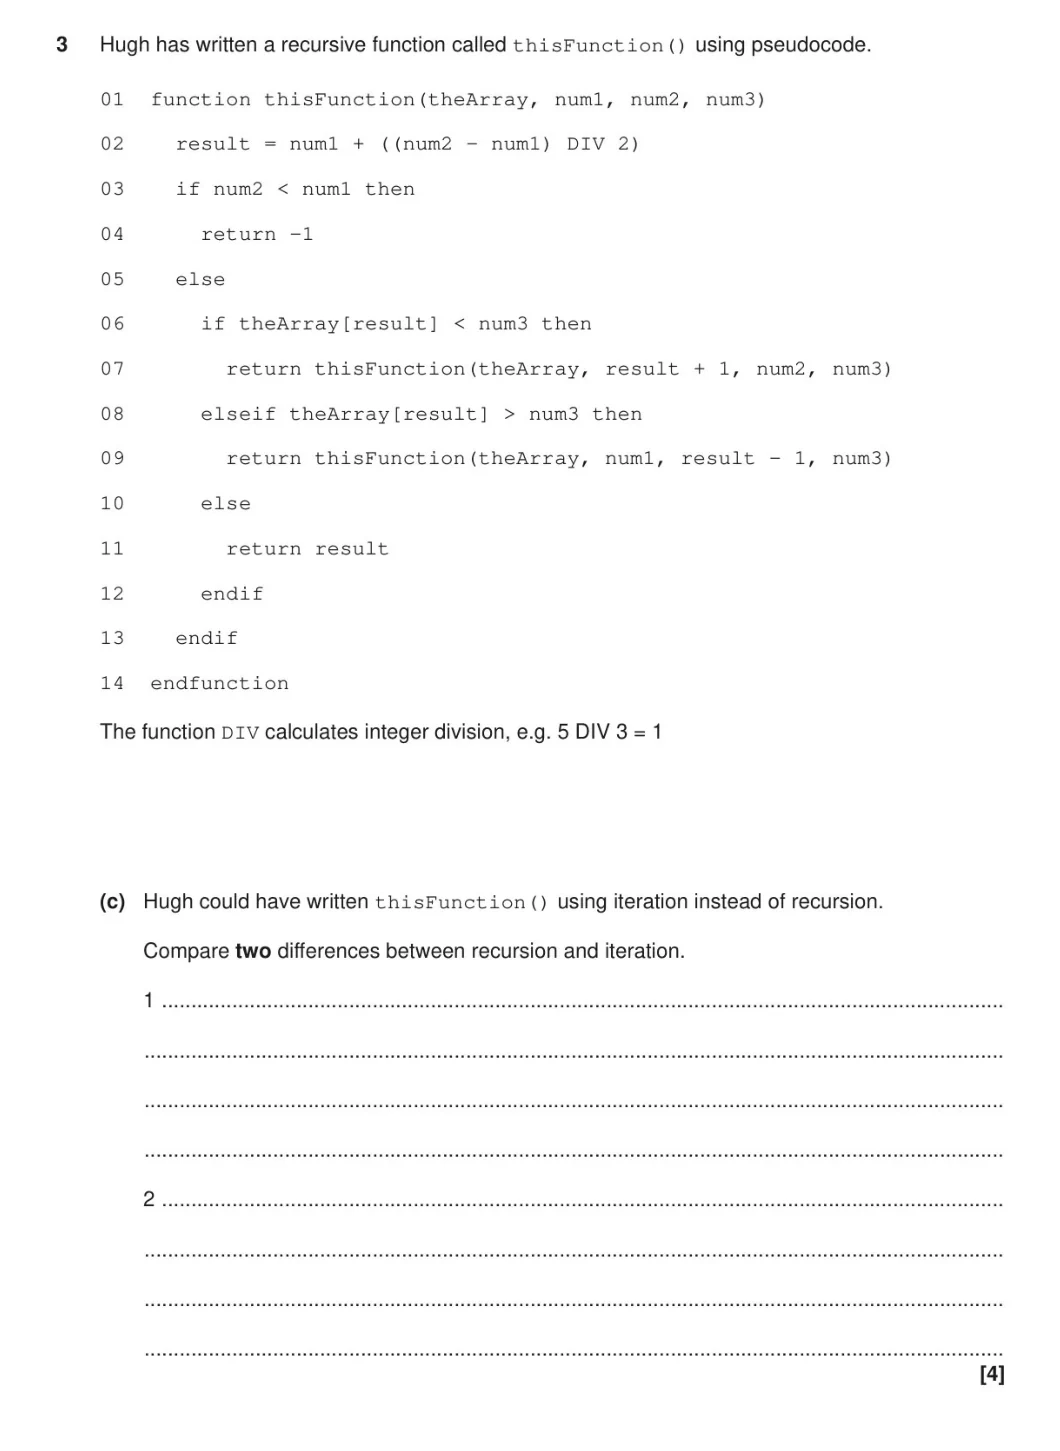 3 Hugh has written a recursive function called thisFunction() using pseudocode.
01 function thisFunction(theArray, num1, num2, num3)
02 result = num1 + ((num2 - num1) DIV 2)
03 if num2 < num1 then
04 return -1
05 else
06 if theArray[result] < num3 then
07 return thisFunction(theArray, result + 1, num2, num3)
08 elseif theArray[result] > num3 then
09 return thisFunction(theArray, num1, result - 1, num3)
10 else
11 return result
12 endif
13 endif
14 endfunction
The function DIV calculates integer division, e.g. 5 DIV 3 = 1
(c) Hugh could have written thisFunction() using iteration instead of recursion.
Compare two differences between recursion and iteration.
1
2
[4]